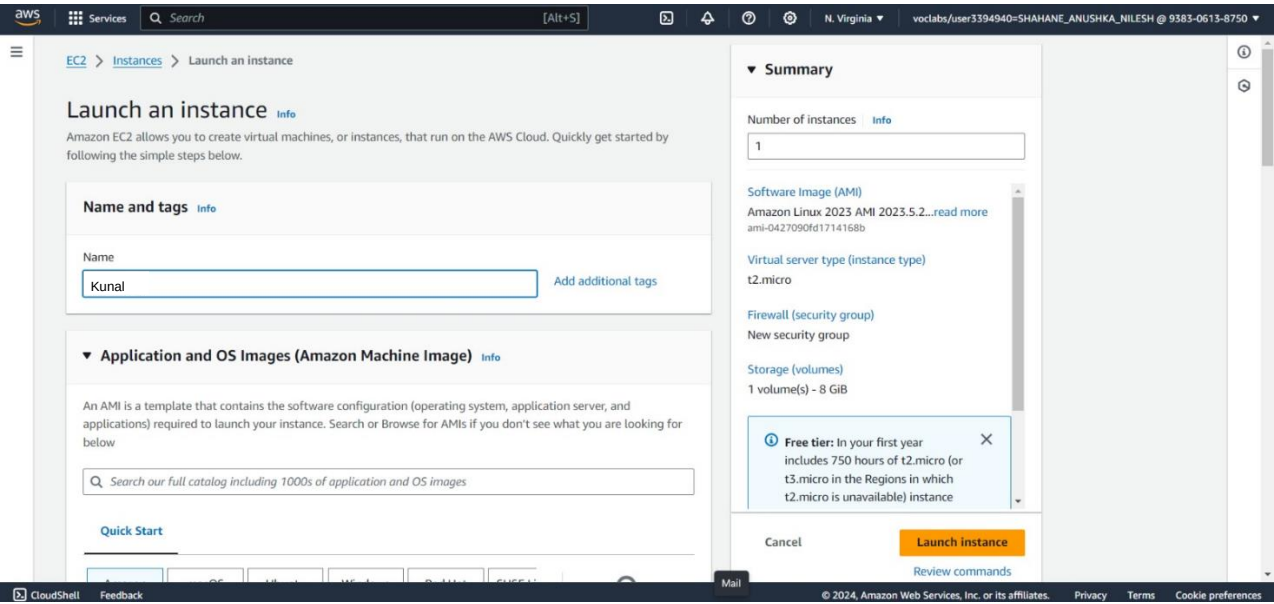 aws Services Search [Alt+S] N. Virginia voclabs/user3394940=SHAHANE_ANUSHKA_NILESH @ 9383-0613-8750
EC2 > Instances > Launch an instance
Launch an instance Info
Amazon EC2 allows you to create virtual machines, or instances, that run on the AWS Cloud. Quickly get started by
following the simple steps below.
Name and tags Info
Name
Kunal
Add additional tags
Application and OS Images (Amazon Machine Image) Info
An AMI is a template that contains the software configuration (operating system, application server, and
applications) required to launch your instance. Search or Browse for AMIs if you don't see what you are looking for
below
Search our full catalog including 1000s of application and OS images
Quick Start
Summary
Number of instances Info
1
Software Image (AMI)
Amazon Linux 2023 AMI 2023.5.2...read more
ami-0427090fd1714168b
Virtual server type (instance type)
t2.micro
Firewall (security group)
New security group
Storage (volumes)
1 volume(s) - 8 GiB
Free tier: In your first year
includes 750 hours of t2.micro (or
t3.micro in the Regions in which
t2.micro is unavailable) instance
Cancel
Launch instance
Review commands
Mail
CloudShell Feedback © 2024, Amazon Web Services, Inc. or its affiliates. Privacy Terms Cookie preferences